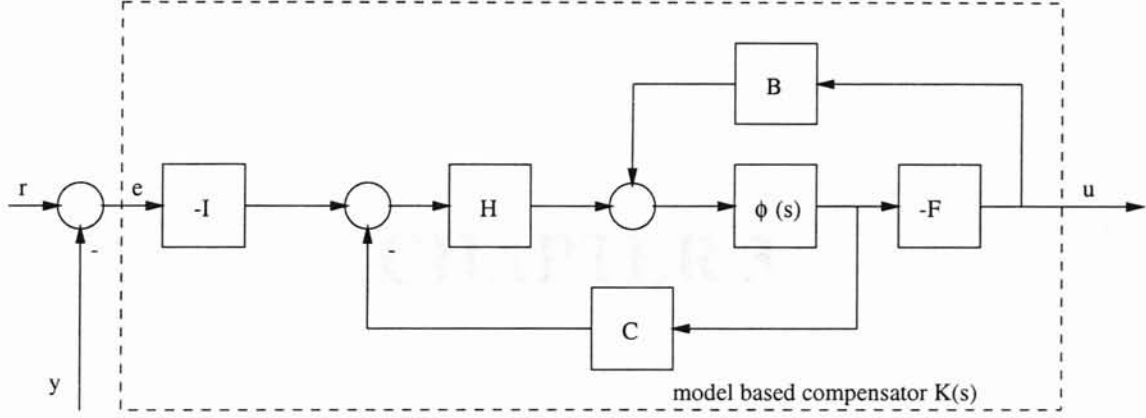 B
r
e
-I
H
ϕ (s)
-F
u
-
-
C
y
model based compensator K(s)